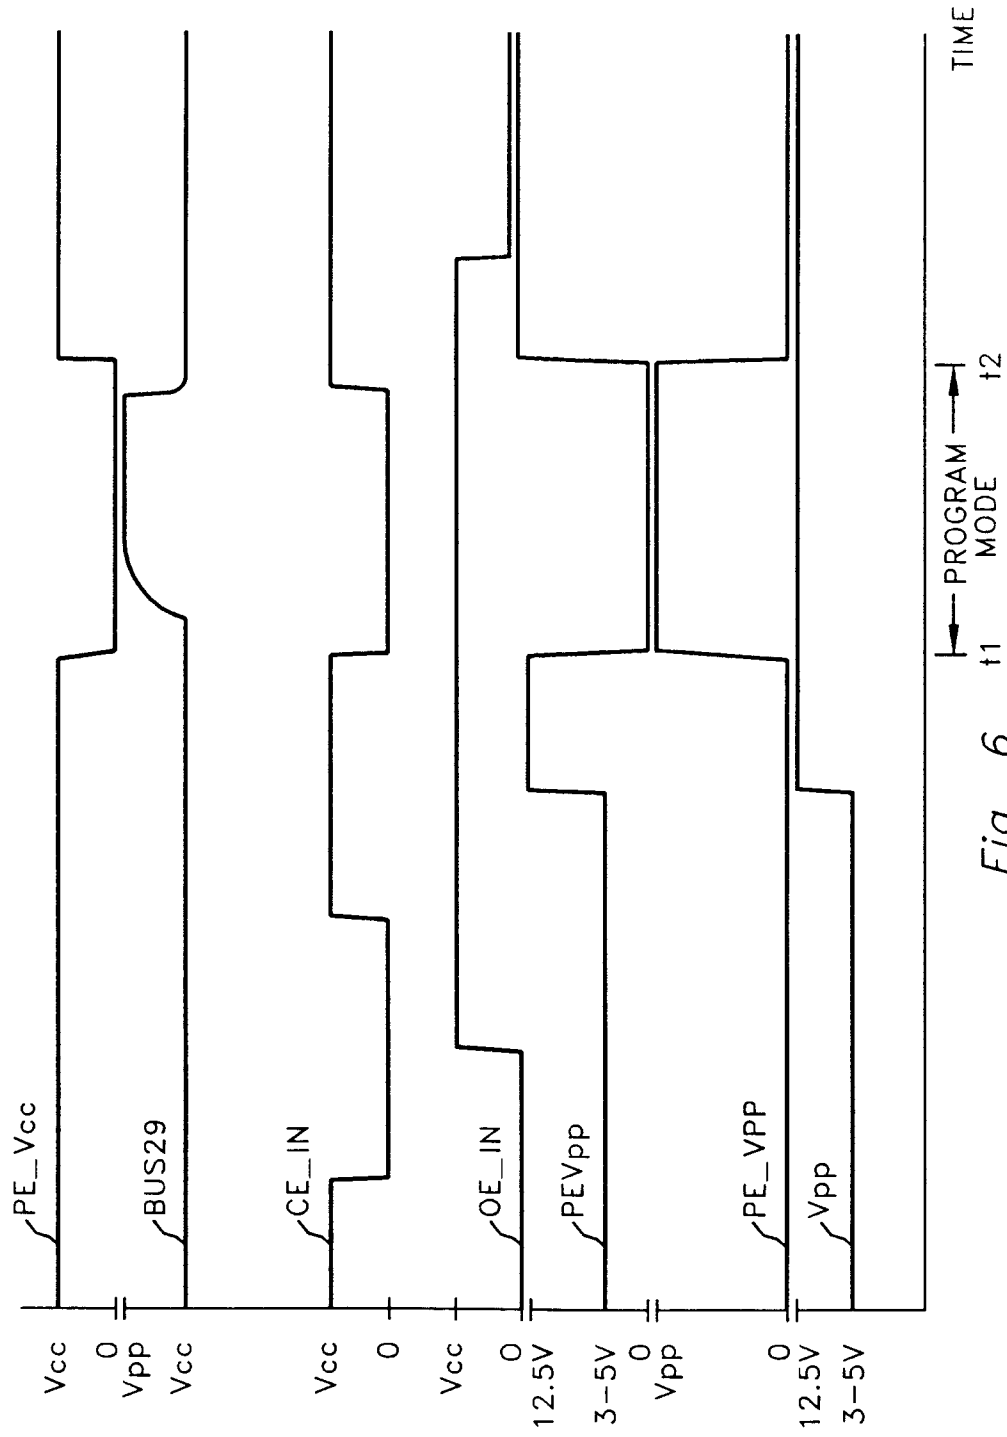 Vcc
PE_Vcc
0
Vpp
Vcc
BUS29
Vcc
CE_IN
0
Vcc
OE_IN
0
12.5V
PEVpp
3-5V
0
Vpp
PE_VPP
0
12.5V
Vpp
3-5V
PROGRAM
MODE
t1
t2
TIME
Fig. 6